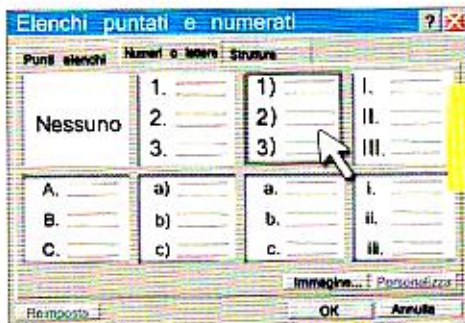 Elenchi puntati e numerati
Punti elenchi Numeri o lettere Struttura
Nessuno
1.
2.
3.
1)
2)
3)
I.
II.
III.
A.
B.
C.
a)
b)
c)
a.
b.
c.
i.
ii.
iii.
Immagine... Personalizza
Reimposta OK Annulla